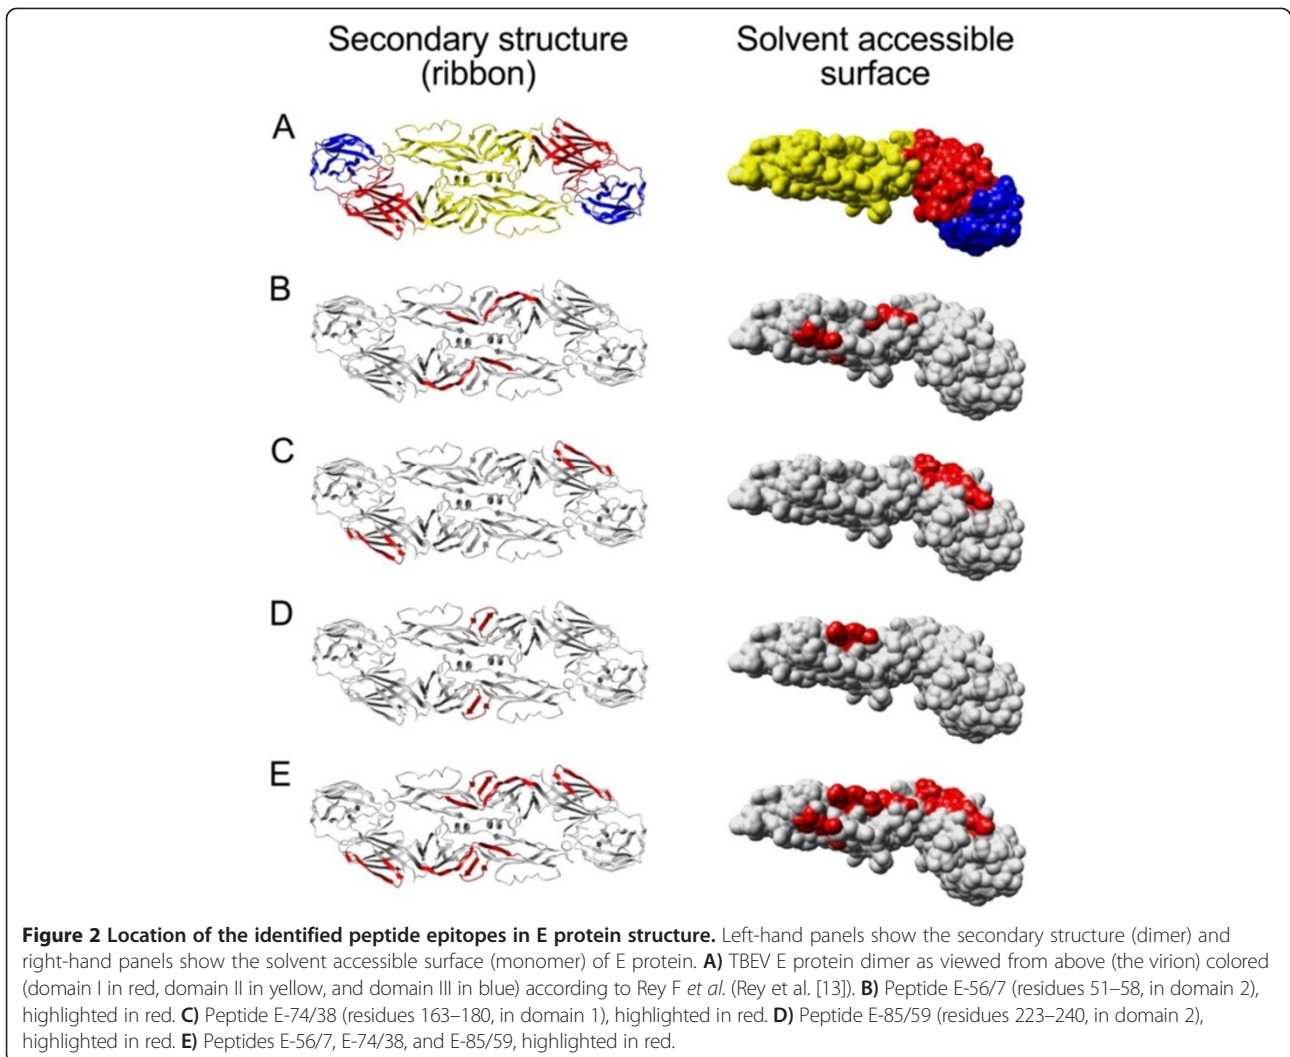 Secondary structure
(ribbon)
Solvent accessible
surface
A
B
C
D
E
Figure 2 Location of the identified peptide epitopes in E protein structure. Left-hand panels show the secondary structure (dimer) and
right-hand panels show the solvent accessible surface (monomer) of E protein. A) TBEV E protein dimer as viewed from above (the virion) colored
(domain I in red, domain II in yellow, and domain III in blue) according to Rey F et al. (Rey et al. [13]). B) Peptide E-56/7 (residues 51–58, in domain 2),
highlighted in red. C) Peptide E-74/38 (residues 163–180, in domain 1), highlighted in red. D) Peptide E-85/59 (residues 223–240, in domain 2),
highlighted in red. E) Peptides E-56/7, E-74/38, and E-85/59, highlighted in red.